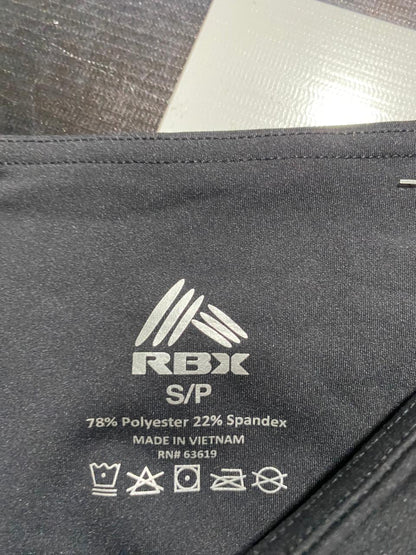 RBX
S/P
78% Polyester 22% Spandex
MADE IN VIETNAM
RN# 63619